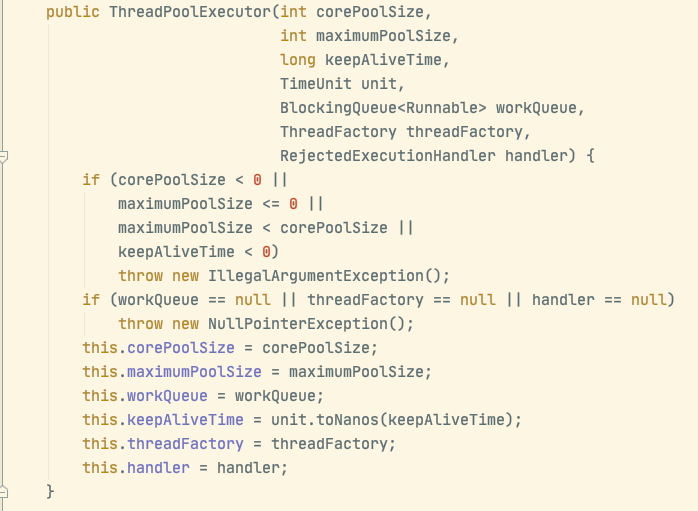 public ThreadPoolExecutor(int corePoolSize,
                          int maximumPoolSize,
                          long keepAliveTime,
                          TimeUnit unit,
                          BlockingQueue<Runnable> workQueue,
                          ThreadFactory threadFactory,
                          RejectedExecutionHandler handler) {
    if (corePoolSize < 0 ||
        maximumPoolSize <= 0 ||
        maximumPoolSize < corePoolSize ||
        keepAliveTime < 0)
        throw new IllegalArgumentException();
    if (workQueue == null || threadFactory == null || handler == null)
        throw new NullPointerException();
    this.corePoolSize = corePoolSize;
    this.maximumPoolSize = maximumPoolSize;
    this.workQueue = workQueue;
    this.keepAliveTime = unit.toNanos(keepAliveTime);
    this.threadFactory = threadFactory;
    this.handler = handler;
}